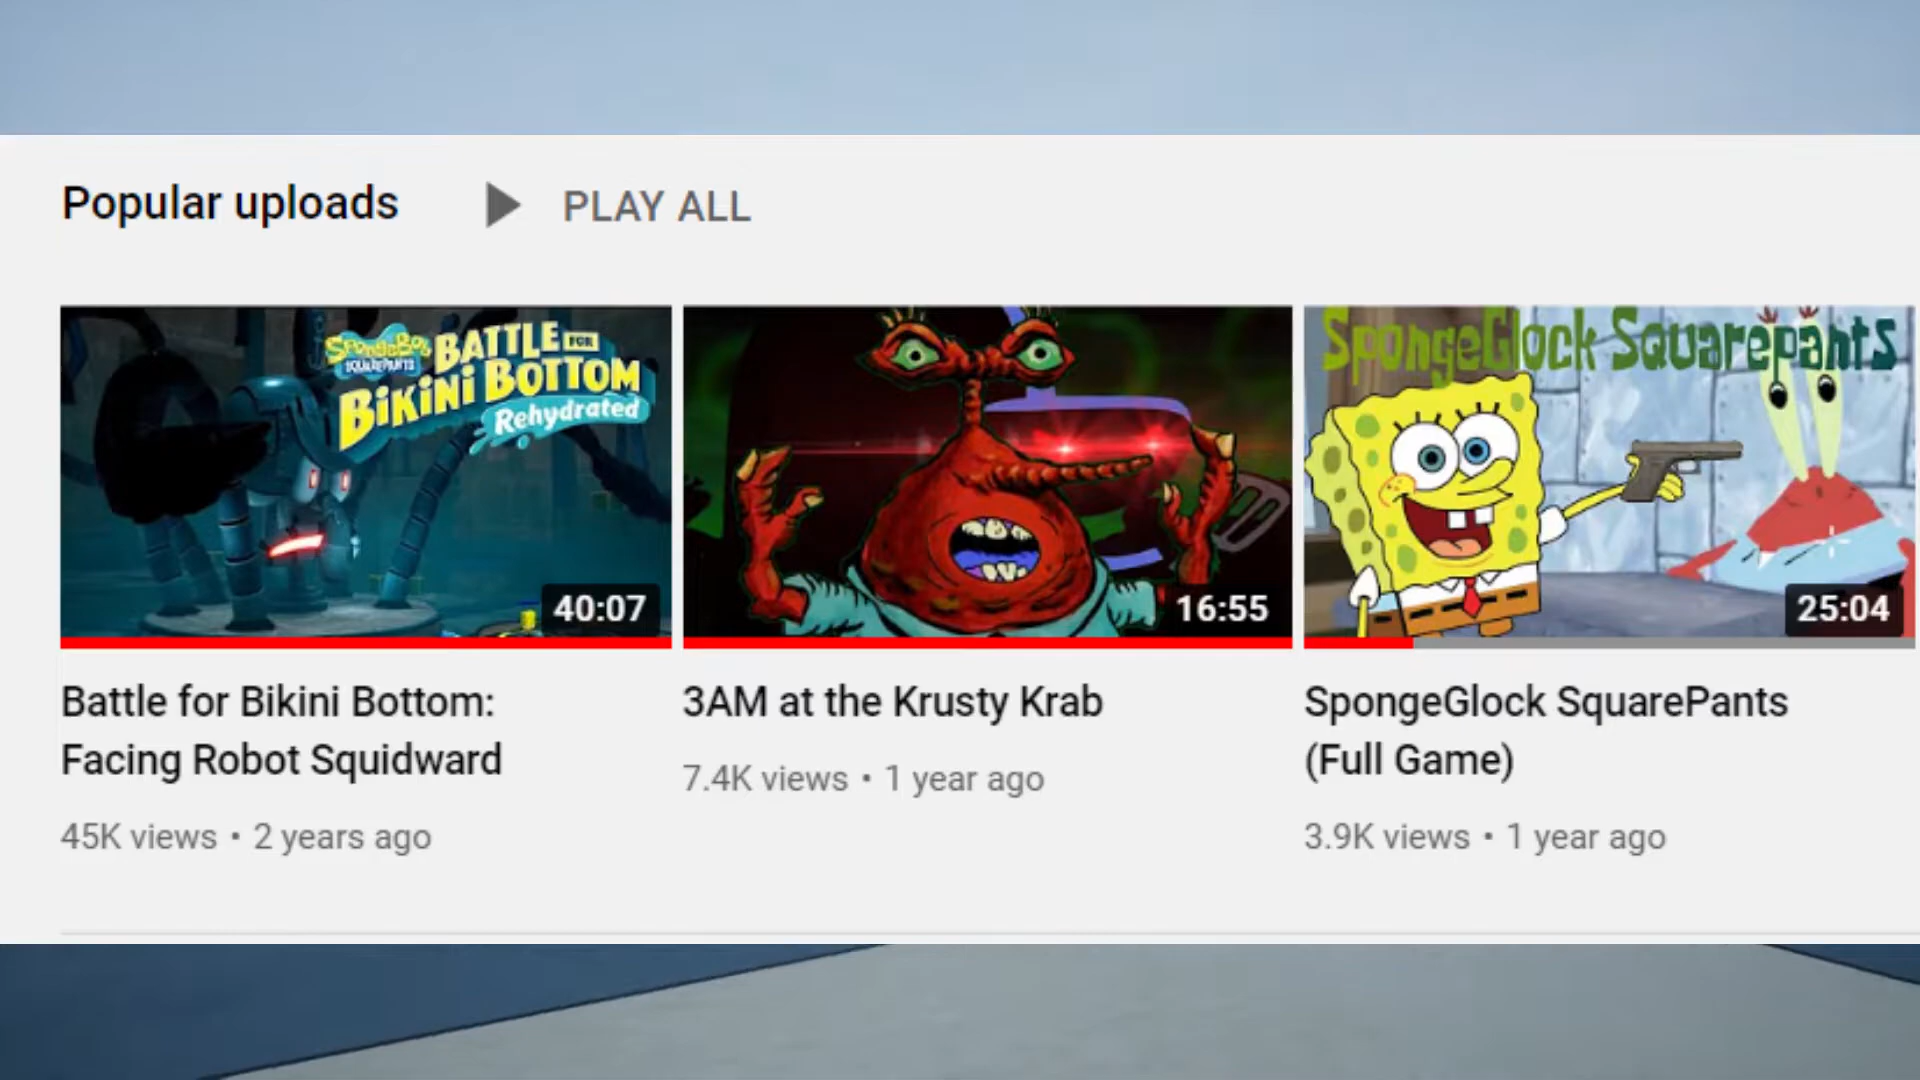 Popular uploads
PLAY ALL
SpongeBob
SQUAREPANTS
BATTLE FOR
BIKINI BOTTOM
Rehydrated
40:07
16:55
SpongeGlock Squarepants
25:04
Battle for Bikini Bottom:
Facing Robot Squidward
45K views • 2 years ago
3AM at the Krusty Krab
7.4K views • 1 year ago
SpongeGlock SquarePants
(Full Game)
3.9K views • 1 year ago